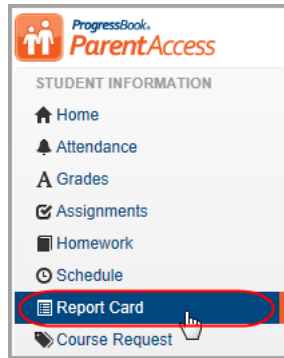 ProgressBook®
ParentAccess
STUDENT INFORMATION
Home
Attendance
Grades
Assignments
Homework
Schedule
Report Card
Course Request